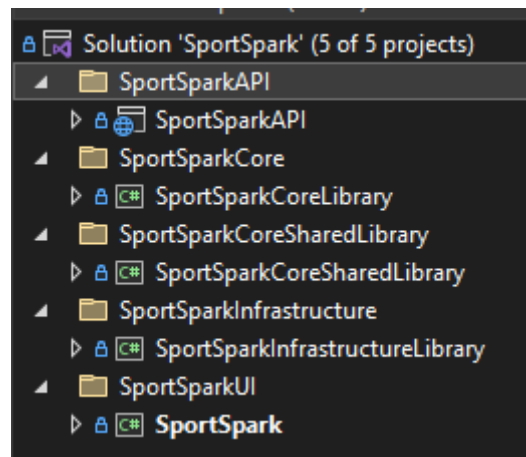 Solution 'SportSpark' (5 of 5 projects)
SportSparkAPI
SportSparkAPI
SportSparkCore
C# SportSparkCoreLibrary
SportSparkCoreSharedLibrary
C# SportSparkCoreSharedLibrary
SportSparkInfrastructure
C# SportSparkInfrastructureLibrary
SportSparkUI
C# SportSpark